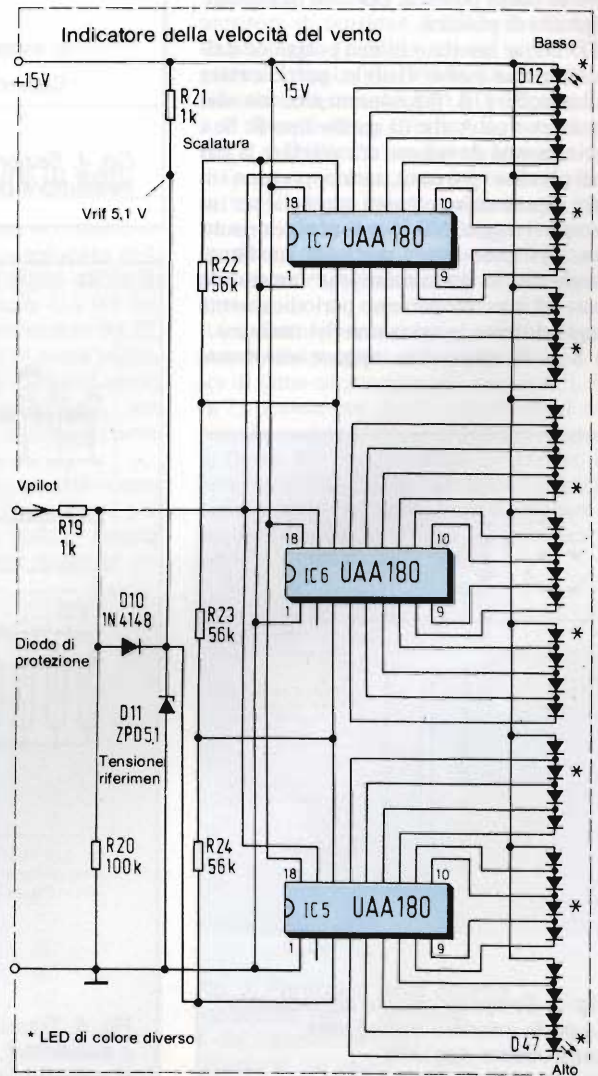 Indicatore della velocità del vento
Basso
+15V
15V
D12
*
R21
1k
Scalatura
Vrif 5,1 V
18
10
IC7 UAA180
1
9
R22
56k
*
*
*
Vpilot
R19
1k
18
10
IC6 UAA180
1
9
D10
1N4148
R23
56k
Diodo di
protezione
*
D11
ZPD5,1
Tensione
riferimen
*
R20
100k
R24
56k
18
10
IC5 UAA180
1
9
*
* LED di colore diverso
D47
*
Alto